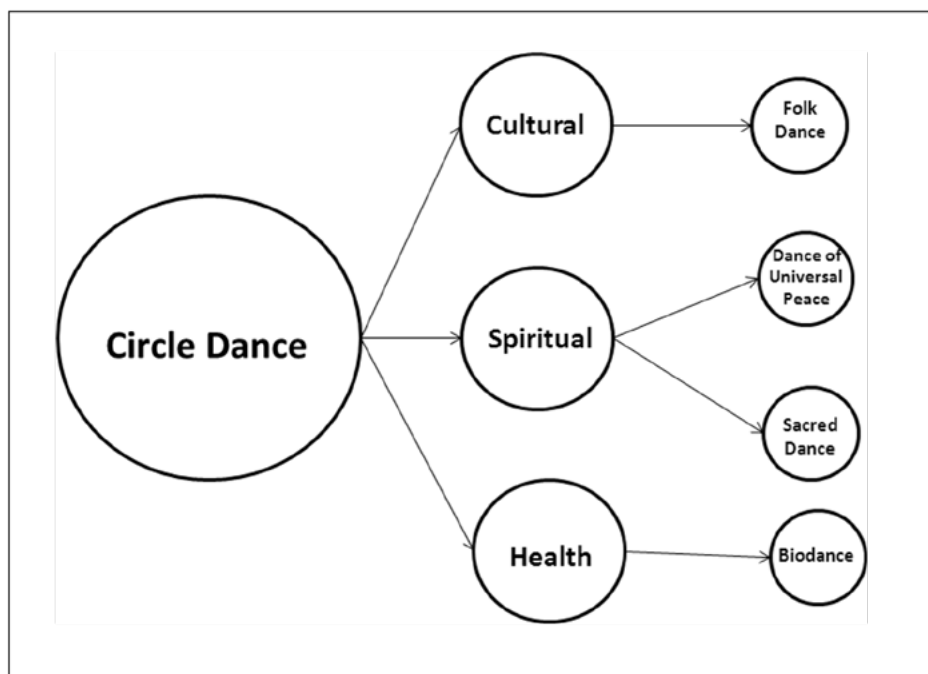 Circle Dance
Cultural
Folk
Dance
Spiritual
Dance of
Universal
Peace
Sacred
Dance
Health
Biodance